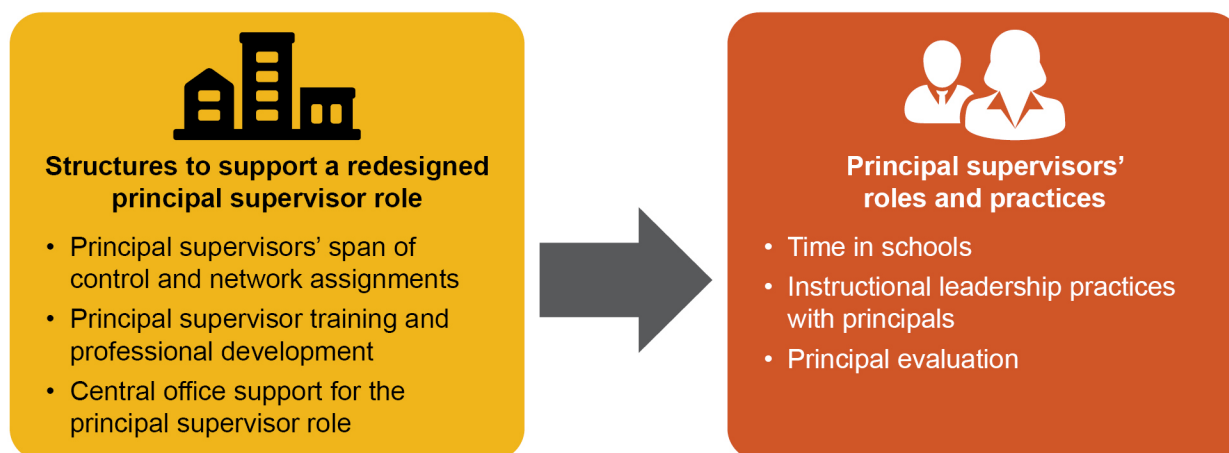 Structures to support a redesigned
principal supervisor role
• Principal supervisors’ span of
control and network assignments
• Principal supervisor training and
professional development
• Central office support for the
principal supervisor role
Principal supervisors’
roles and practices
• Time in schools
• Instructional leadership practices
with principals
• Principal evaluation